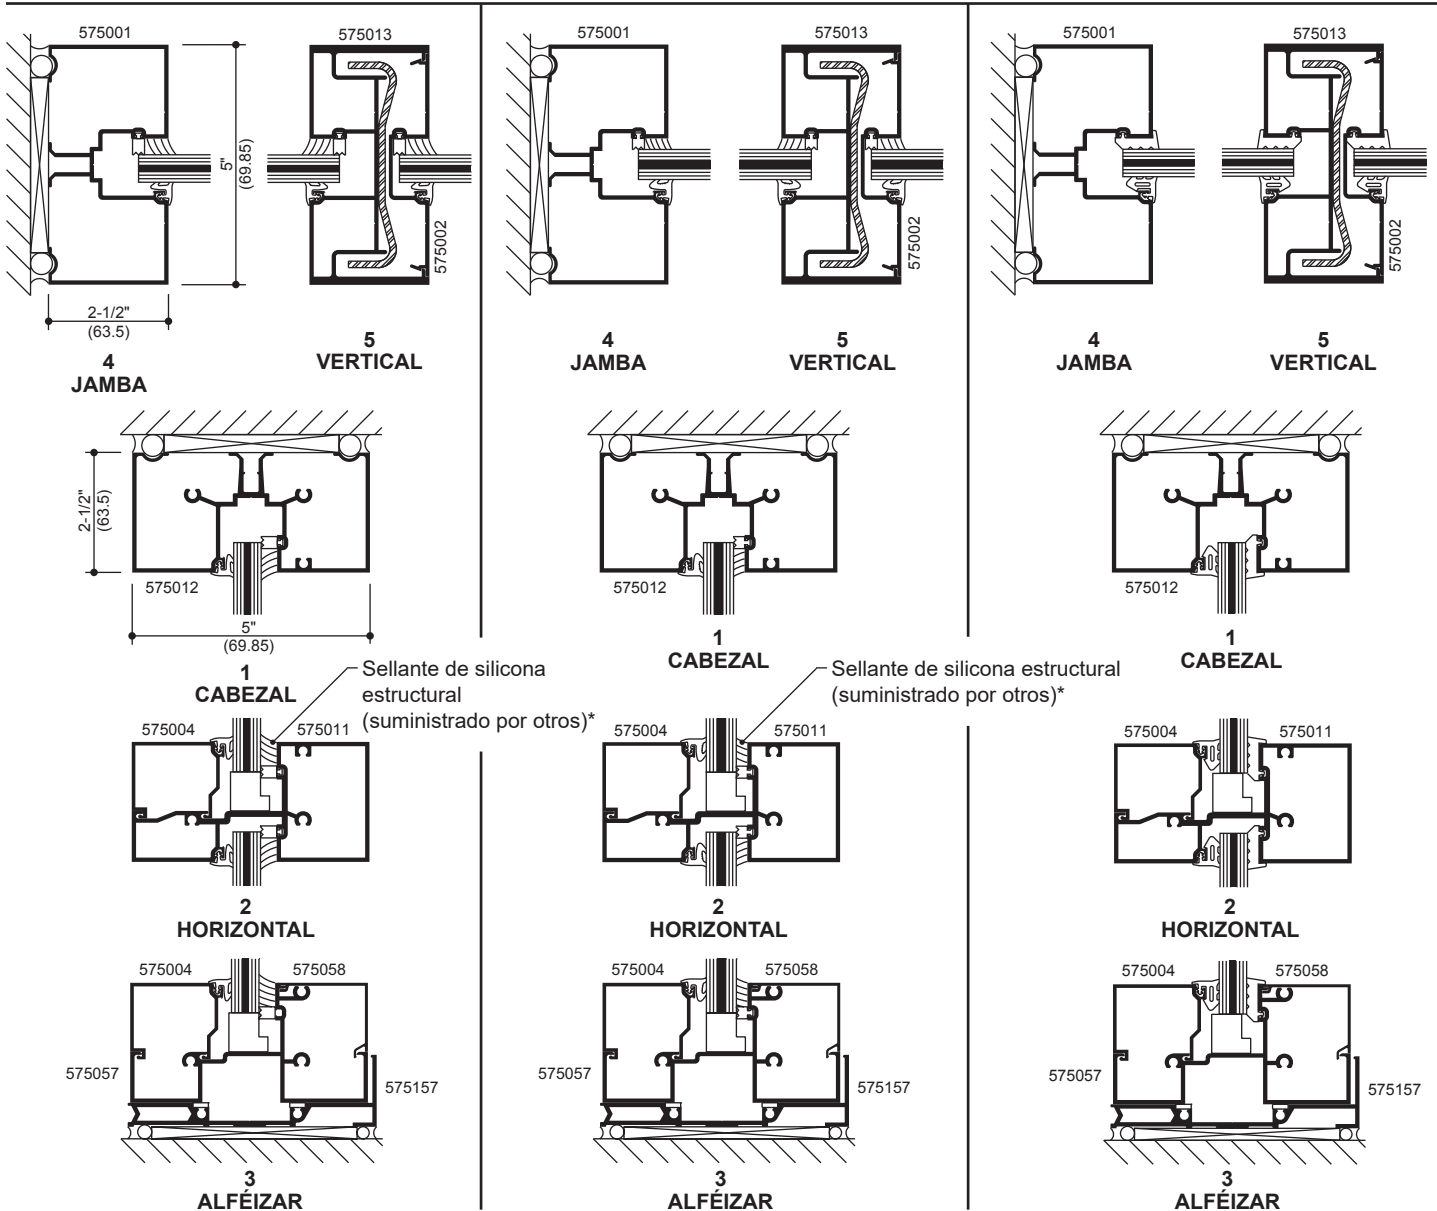 575001
575013
5"
(69.85)
575002
2-1/2"
(63.5)
4
JAMBA
5
VERTICAL
2-1/2"
(63.5)
575012
5"
(69.85)
1
CABEZAL
Sellante de silicona
estructural
(suministrado por otros)*
575004
575011
2
HORIZONTAL
575004
575058
575057
575157
3
ALFÉIZAR
575001
575013
575002
4
JAMBA
5
VERTICAL
575012
1
CABEZAL
Sellante de silicona estructural
(suministrado por otros)*
575004
575011
2
HORIZONTAL
575004
575058
575057
575157
3
ALFÉIZAR
575001
575013
575002
4
JAMBA
5
VERTICAL
575012
1
CABEZAL
575004
575011
2
HORIZONTAL
575004
575058
575057
575157
3
ALFÉIZAR